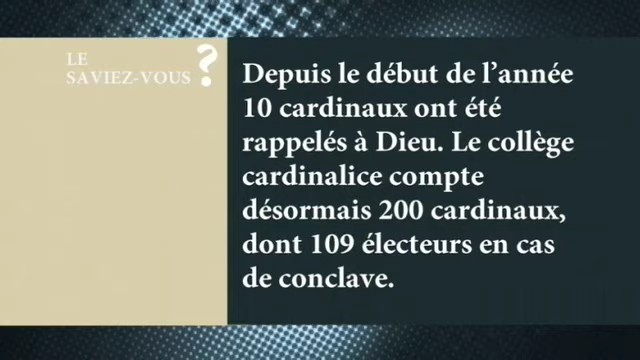 LE
SAVIEZ-VOUS ?
Depuis le début de l’année
10 cardinaux ont été
rappelés à Dieu. Le collège
cardinalice compte
désormais 200 cardinaux,
dont 109 électeurs en cas
de conclave.